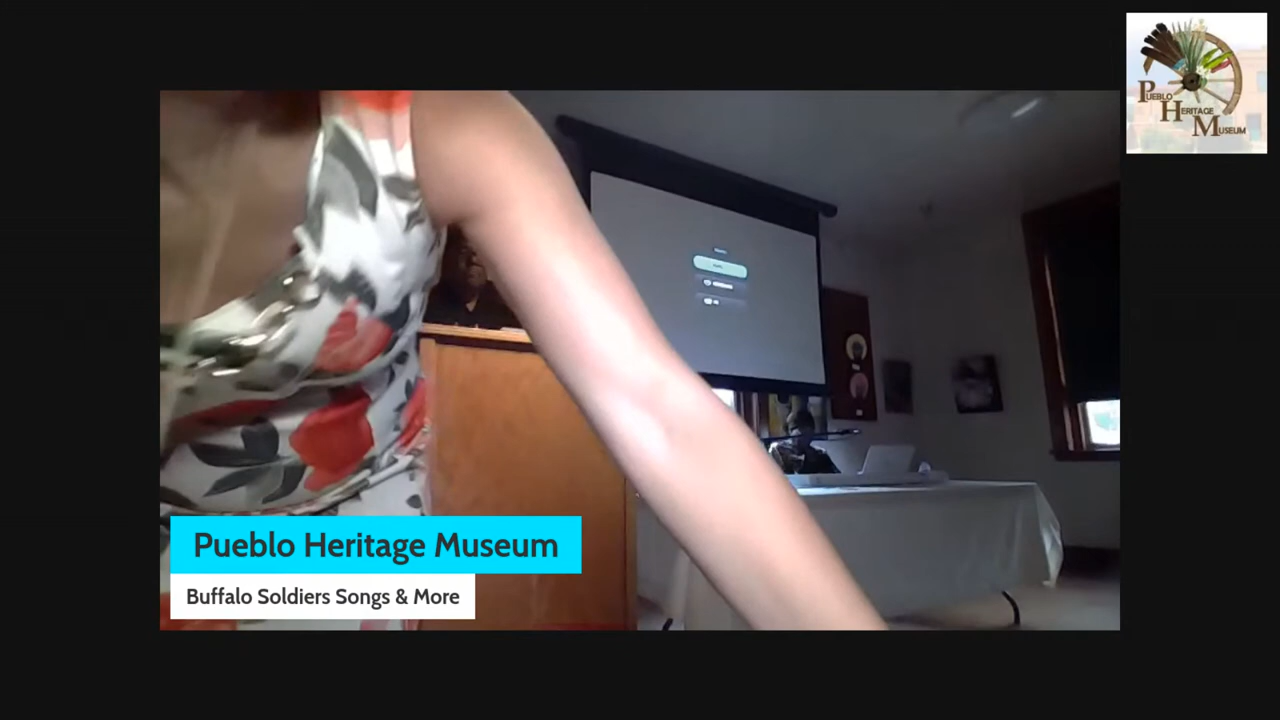 Pueblo
Heritage
Museum
Pueblo Heritage Museum
Buffalo Soldiers Songs & More